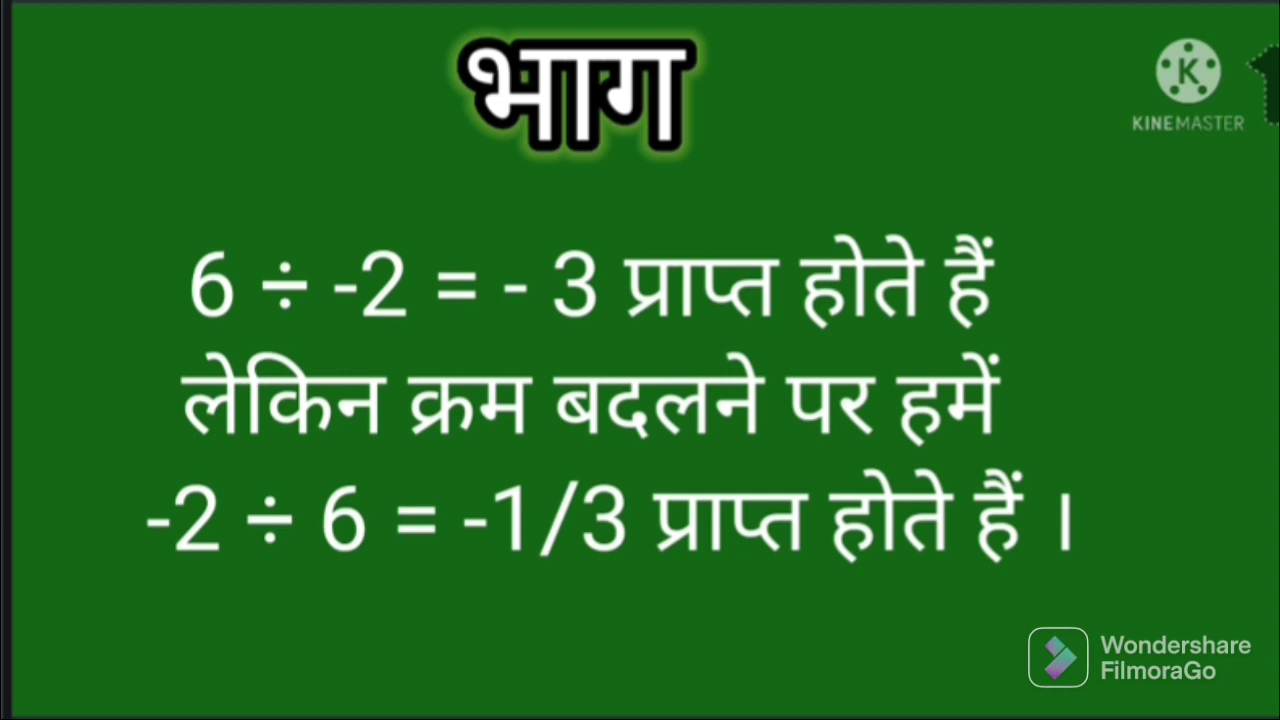 भाग
KINEMASTER
6 ÷ -2 = - 3 प्राप्त होते हैं
लेकिन क्रम बदलने पर हमें
-2 ÷ 6 = -1/3 प्राप्त होते हैं ।
Wondershare
FilmoraGo